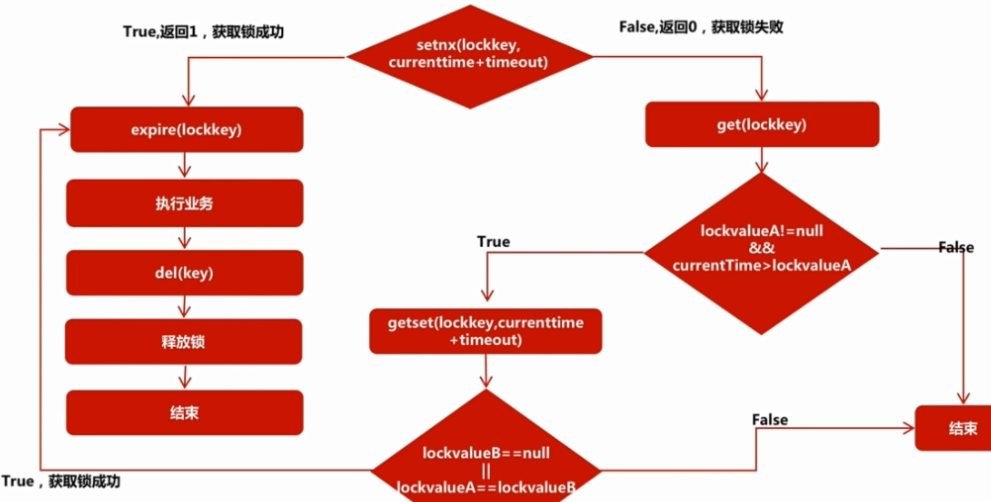 True,返回1，获取锁成功
setnx(lockkey,
currenttime+timeout)
False,返回0，获取锁失败
expire(lockkey)
get(lockkey)
执行业务
lockvalueA!=null
&&
currentTime>lockvalueA
True
False
del(key)
getset(lockkey,currenttime
+timeout)
释放锁
结束
False
结束
lockvalueB==null
||
lockvalueA==lockvalueB
True，获取锁成功